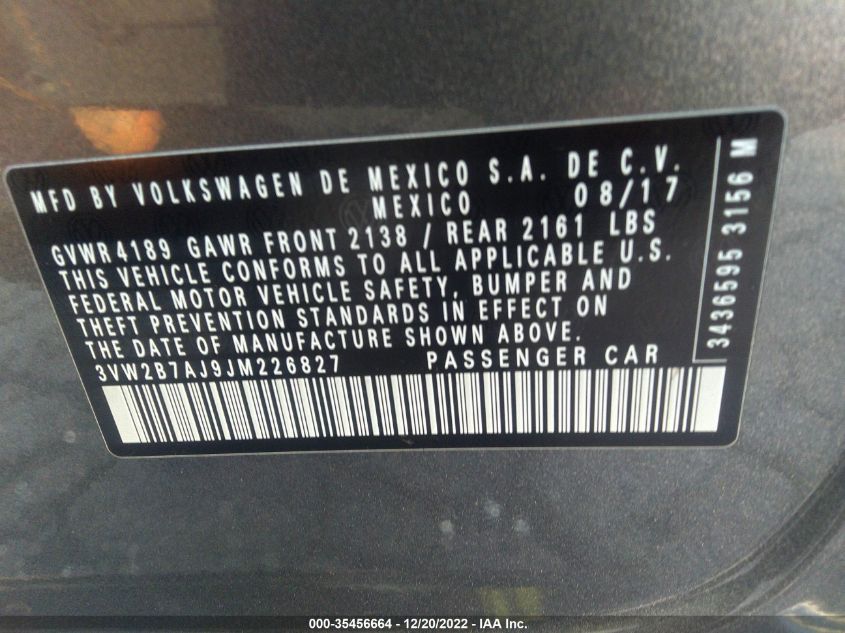 MFD BY VOLKSWAGEN DE MEXICO S.A. DE C.V.
MEXICO 08/17
GVWR 4189 GAWR FRONT 2138 / REAR 2161 LBS
THIS VEHICLE CONFORMS TO ALL APPLICABLE U.S.
FEDERAL MOTOR VEHICLE SAFETY, BUMPER AND
THEFT PREVENTION STANDARDS IN EFFECT ON
THE DATE OF MANUFACTURE SHOWN ABOVE.
3VW2B7AJ9JM226827 PASSENGER CAR
3436595 3156 M
000-35456664 - 12/20/2022 - IAA Inc.